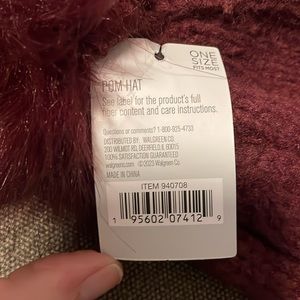 ONE
SIZE
FITS MOST
POM HAT
See label for the product's full
fiber content and care instructions.
Questions or comments? 1-800-925-4733
DISTRIBUTED BY: WALGREEN CO.
200 WILMOT RD, DEERFIELD, IL 60015
100% SATISFACTION GUARANTEED
walgreens.com ©2023 Walgreen Co.
MADE IN CHINA
ITEM 940708
1 95602 07412 9